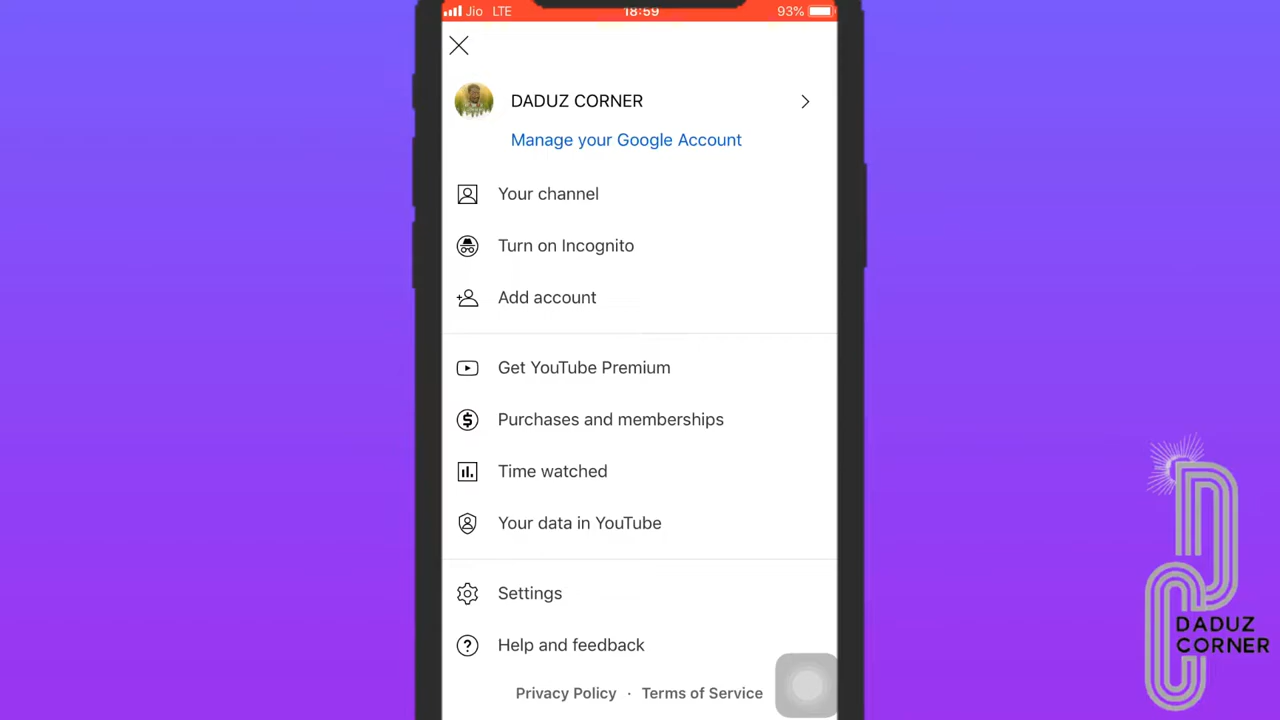 Jio LTE 18:59 93%
DADUZ CORNER
Manage your Google Account
Your channel
Turn on Incognito
Add account
Get YouTube Premium
Purchases and memberships
Time watched
Your data in YouTube
Settings
Help and feedback
Privacy Policy · Terms of Service
DADUZ
CORNER